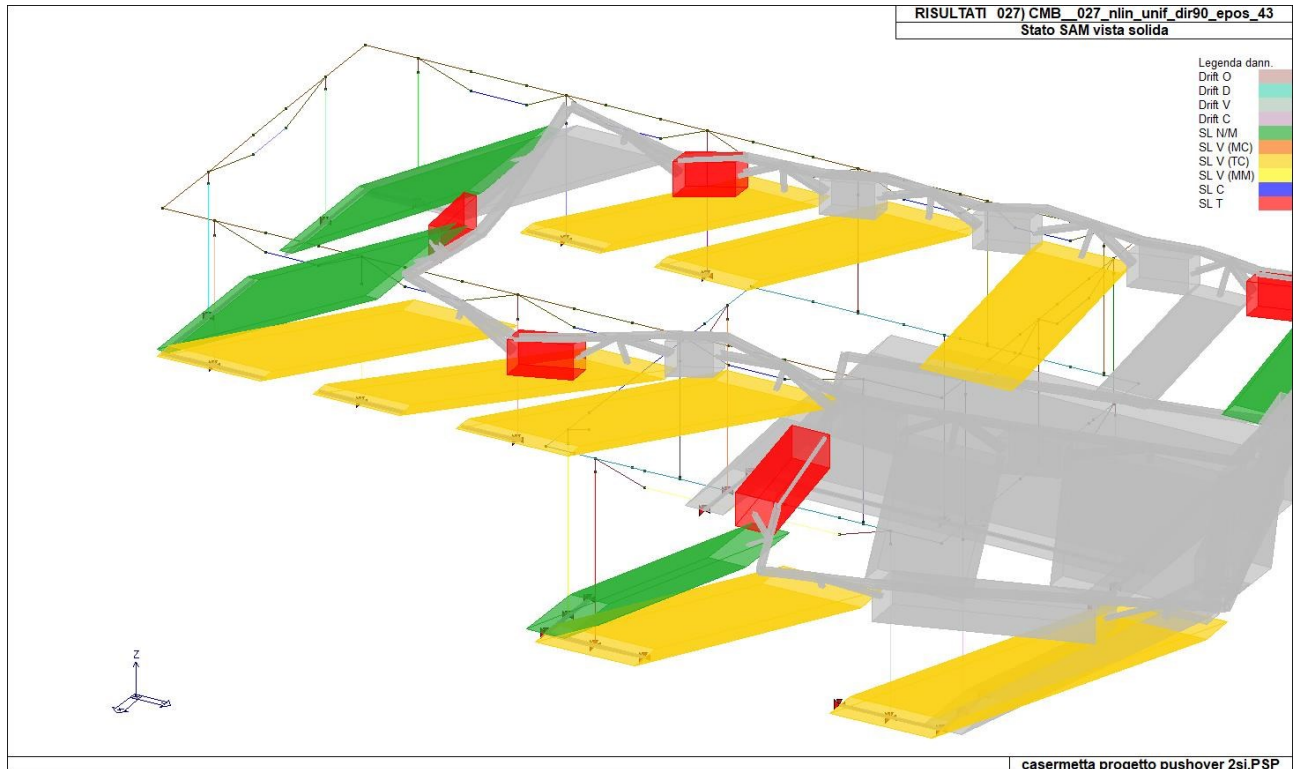 RISULTATI 027) CMB__027_nlin_unif_dir90_epos_43
Stato SAM vista solida
Legenda dann.
Drift O
Drift D
Drift V
Drift C
SL N/M
SL V (MC)
SL V (TC)
SL V (MM)
SL C
SL T
Z
casermetta progetto pushover 2si.PSP